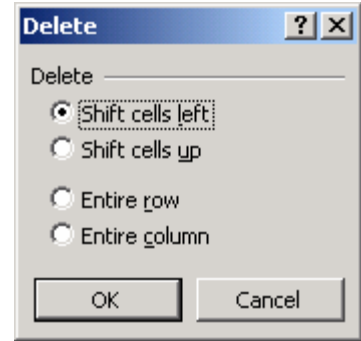 Delete
Delete
Shift cells left
Shift cells up
Entire row
Entire column
OK
Cancel